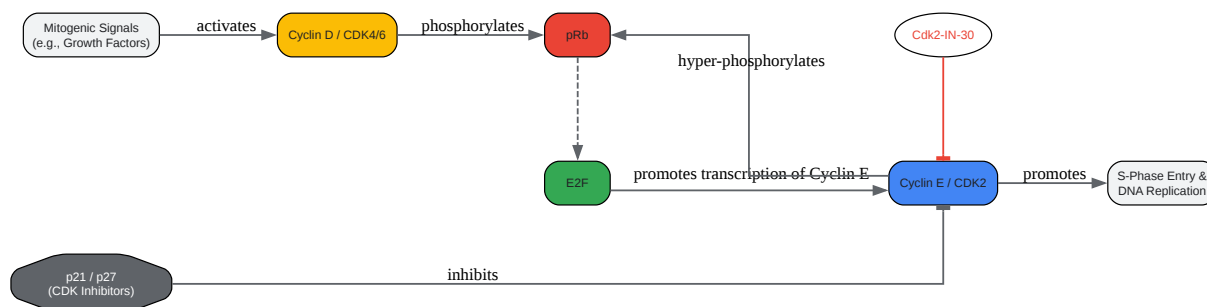 Mitogenic Signals
(e.g., Growth Factors)
activates
Cyclin D / CDK4/6
phosphorylates
pRb
Cdk2-IN-30
hyper-phosphorylates
E2F
promotes transcription of Cyclin E
Cyclin E / CDK2
promotes
S-Phase Entry &
DNA Replication
p21 / p27
(CDK Inhibitors)
inhibits